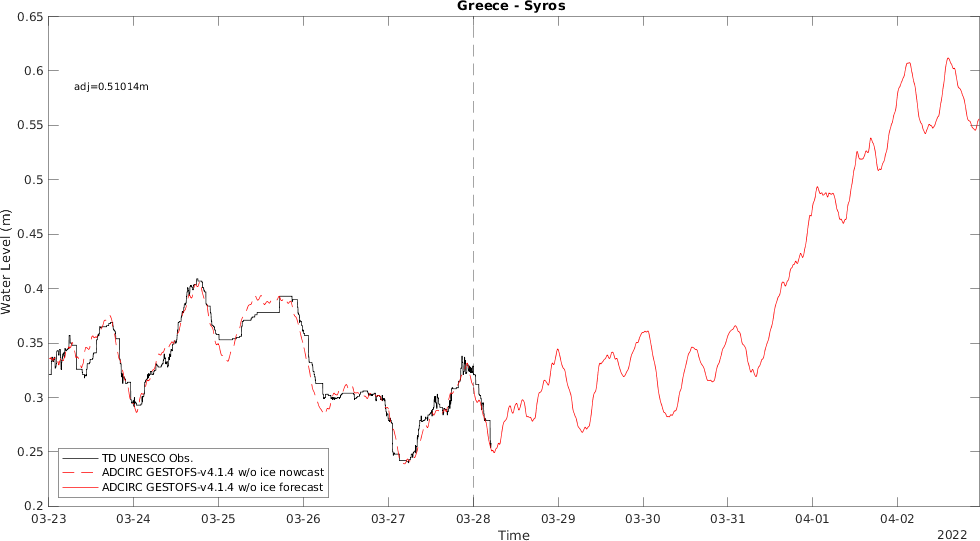 Greece - Syros
0.65
0.6
0.55
0.5
0.45
0.4
0.35
0.3
0.25
0.2
Water Level (m)
adj=0.51014m
TD UNESCO Obs.
ADCIRC GESTOFS-v4.1.4 w/o ice nowcast
ADCIRC GESTOFS-v4.1.4 w/o ice forecast
03-23 03-24 03-25 03-26 03-27 03-28 03-29 03-30 03-31 04-01 04-02
Time
2022